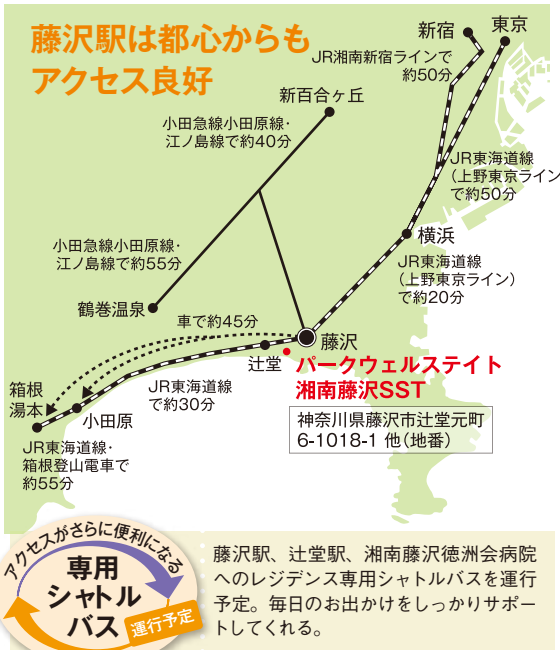 藤沢駅は都心からも
アクセス良好
新宿
東京
JR湘南新宿ラインで
約50分
新百合ヶ丘
小田急線小田原線・
江ノ島線で約40分
JR東海道線
(上野東京ライン)
で約50分
横浜
小田急線小田原線・
江ノ島線で約55分
JR東海道線
(上野東京ライン)
で約20分
鶴巻温泉
車で約45分
藤沢
辻堂
パークウェルステイト
湘南藤沢SST
箱根
湯本
小田原
JR東海道線
で約30分
神奈川県藤沢市辻堂元町
6-1018-1 他(地番)
JR東海道線・
箱根登山電車で
約55分
アクセスがさらに便利になる
専用
シャトル
バス
運行予定
藤沢駅、辻堂駅、湘南藤沢徳洲会病院
へのレジデンス専用シャトルバスを運行
予定。毎日のお出かけをしっかりサポー
トしてくれる。